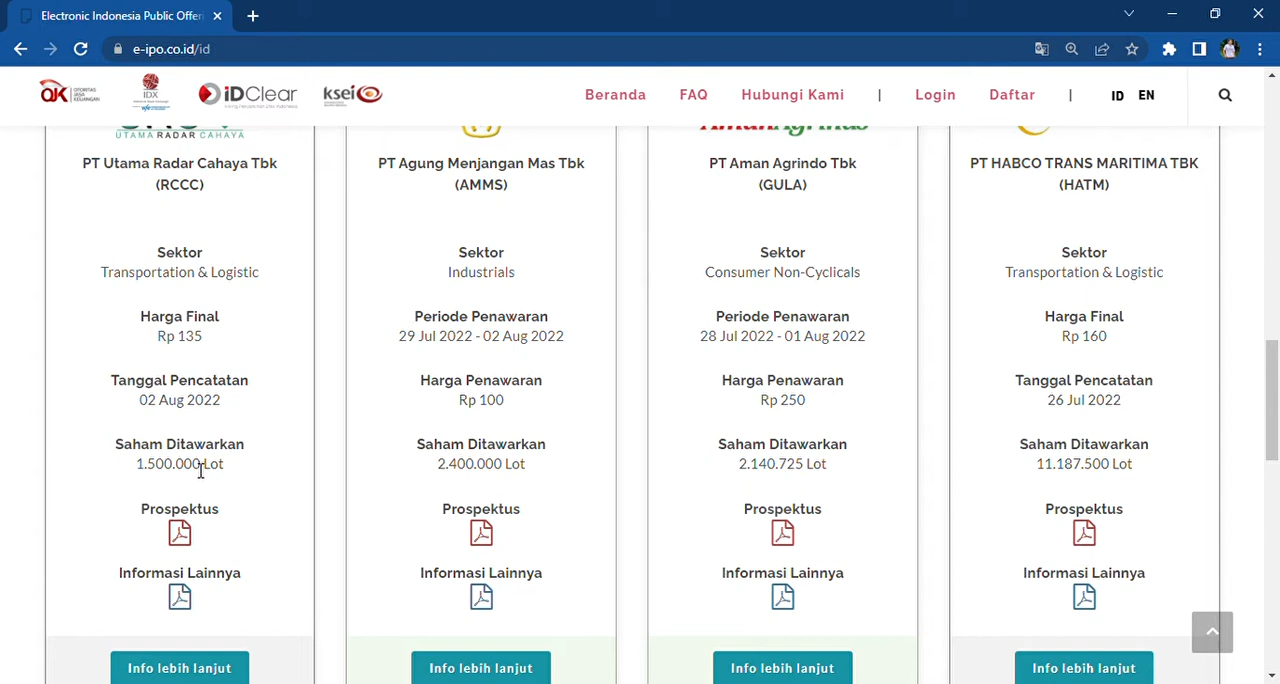 Electronic Indonesia Public Offer
e-ipo.co.id/id
OTORITAS
JASA
KEUANGAN
IDX
iDClear
ksei
Beranda
FAQ
Hubungi Kami
|
Login
Daftar
|
ID EN
UTAMA RADAR CAHAYA
PT Utama Radar Cahaya Tbk
(RCCC)
Sektor
Transportation & Logistic
Harga Final
Rp 135
Tanggal Pencatatan
02 Aug 2022
Saham Ditawarkan
1.500.000 Lot
Prospektus
Informasi Lainnya
Info lebih lanjut
PT Agung Menjangan Mas Tbk
(AMMS)
Sektor
Industrials
Periode Penawaran
29 Jul 2022 - 02 Aug 2022
Harga Penawaran
Rp 100
Saham Ditawarkan
2.400.000 Lot
Prospektus
Informasi Lainnya
Info lebih lanjut
AmanAgrindo
PT Aman Agrindo Tbk
(GULA)
Sektor
Consumer Non-Cyclicals
Periode Penawaran
28 Jul 2022 - 01 Aug 2022
Harga Penawaran
Rp 250
Saham Ditawarkan
2.140.725 Lot
Prospektus
Informasi Lainnya
Info lebih lanjut
PT HABCO TRANS MARITIMA TBK
(HATM)
Sektor
Transportation & Logistic
Harga Final
Rp 160
Tanggal Pencatatan
26 Jul 2022
Saham Ditawarkan
11.187.500 Lot
Prospektus
Informasi Lainnya
Info lebih lanjut